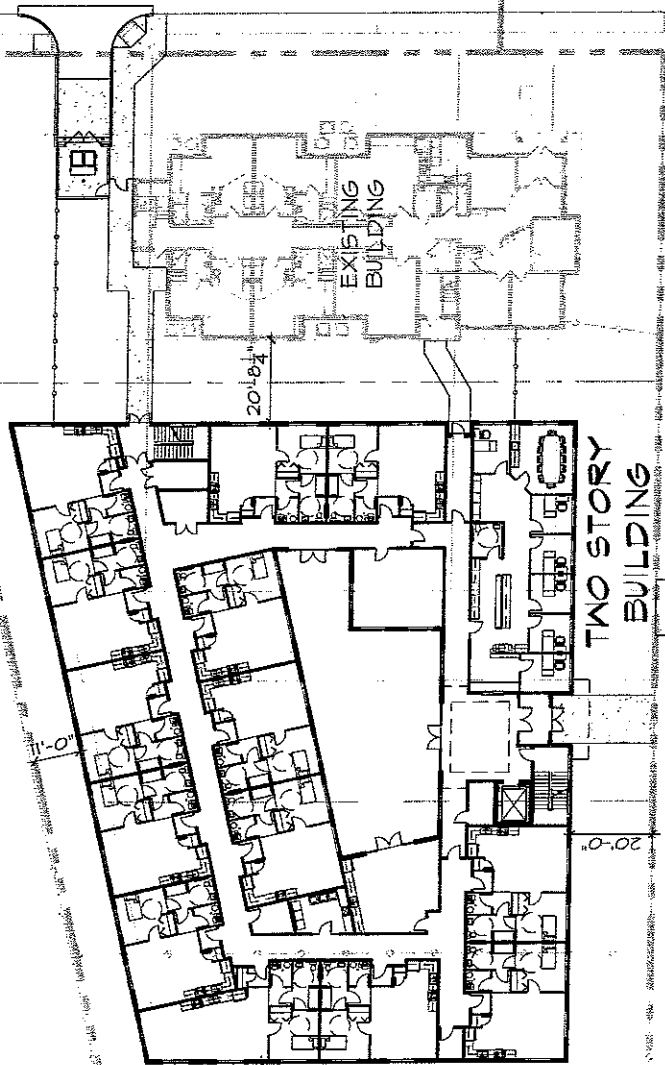 EXISTING
BUILDING
20'-8¼"
TWO STORY
BUILDING
11'-0"
20'-0"